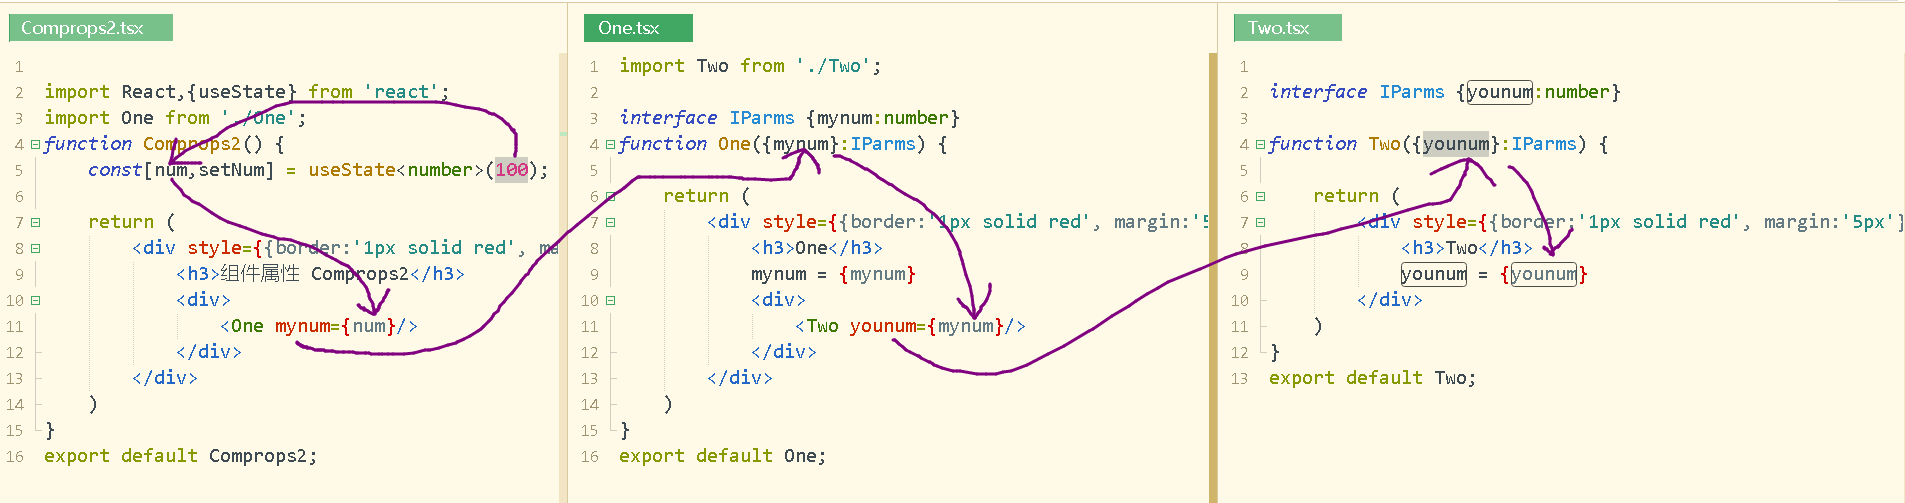 Comprops2.tsx
1
2 import React,{useState} from 'react';
3 import One from './One';
4 function Comprops2() {
5 const[num,setNum] = useState<number>(100);
6
7 return (
8 <div style={{border:'1px solid red', ma
9 <h3>组件属性 Comprops2</h3>
10 <div>
11 <One mynum={num}/>
12 </div>
13 </div>
14 )
15 }
16 export default Comprops2;
One.tsx
1 import Two from './Two';
2
3 interface IParms {mynum:number}
4 function One({mynum}:IParms) {
5
6 return (
7 <div style={{border:'1px solid red', margin:'5
8 <h3>One</h3>
9 mynum = {mynum}
10 <div>
11 <Two younum={mynum}/>
12 </div>
13 </div>
14 )
15 }
16 export default One;
Two.tsx
1
2 interface IParms {younum:number}
3
4 function Two({younum}:IParms) {
5
6 return (
7 <div style={{border:'1px solid red', margin:'5px'}
8 <h3>Two</h3>
9 younum = {younum}
10 </div>
11 )
12 }
13 export default Two;